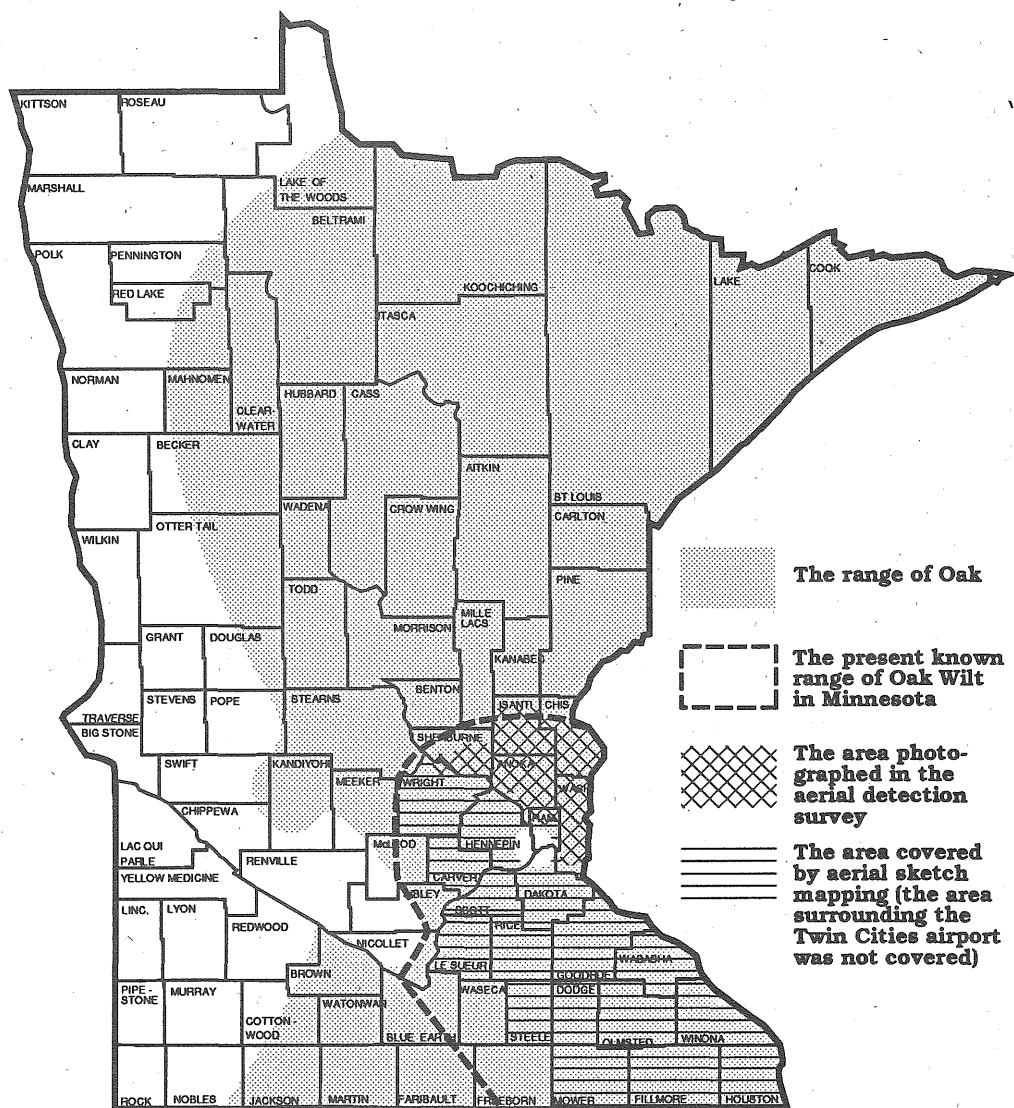 KITTSON
ROSEAU
LAKE OF
THE WOODS
MARSHALL
BELTRAMI
POLK
PENNINGTON
RED LAKE
KOOCHICHING
ITASCA
LAKE
COOK
NORMAN
MAHNOMEN
CLEAR-
WATER
HUBBARD
CASS
CLAY
BECKER
AITKIN
ST LOUIS
CARLTON
OTTER TAIL
WADENA
CROW WING
WILKIN
PINE
TODD
MILLE
LACS
GRANT
DOUGLAS
MORRISON
KANABEC
BENTON
STEVENS
POPE
STEARNS
ISANTI
CHIS
TRAVERSE
BIG STONE
SHERBURNE
SWIFT
KANDIYOHI
MEEKER
WRIGHT
ANOKA
WASH
CHIPPEWA
RAM
LAC QUI
PARLE
RENVILLE
McLEOD
HENNEPIN
YELLOW MEDICINE
CARVER
LINC.
LYON
REDWOOD
SIBLEY
SCOTT
DAKOTA
NICOLLET
RICE
LE SUEUR
GOODHUE
WABASHA
BROWN
PIPE-
STONE
MURRAY
COTTON-
WOOD
WATONWAN
BLUE EARTH
WASECA
STEELE
DODGE
OLMSTED
WINONA
ROCK
NOBLES
JACKSON
MARTIN
FARIBAULT
FREEBORN
MOWER
FILLMORE
HOUSTON
The range of Oak
The present known
range of Oak Wilt
in Minnesota
The area photo-
graphed in the
aerial detection
survey
The area covered
by aerial sketch
mapping (the area
surrounding the
Twin Cities airport
was not covered)